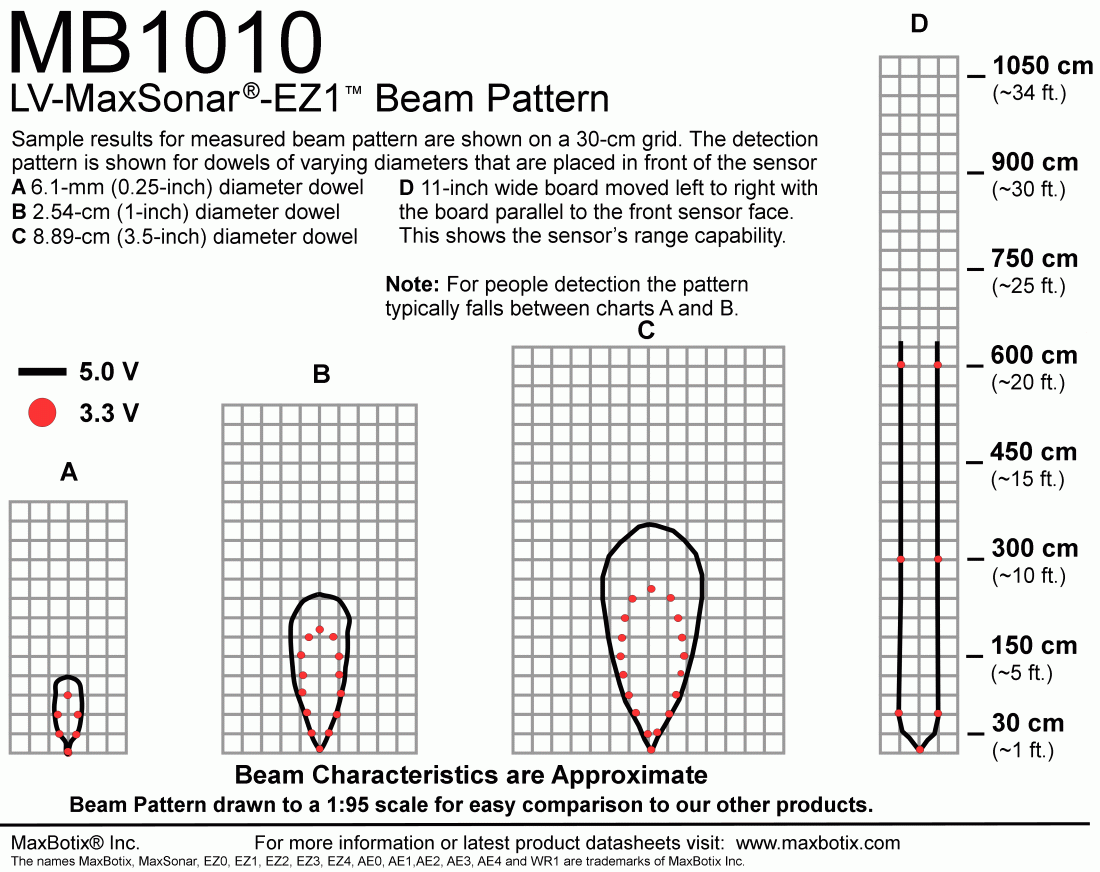 MB1010
LV-MaxSonar®-EZ1™ Beam Pattern
Sample results for measured beam pattern are shown on a 30-cm grid. The detection
pattern is shown for dowels of varying diameters that are placed in front of the sensor
A 6.1-mm (0.25-inch) diameter dowel
B 2.54-cm (1-inch) diameter dowel
C 8.89-cm (3.5-inch) diameter dowel
D 11-inch wide board moved left to right with
the board parallel to the front sensor face.
This shows the sensor's range capability.
Note: For people detection the pattern
typically falls between charts A and B.
5.0 V
3.3 V
A
B
C
D
1050 cm
(~34 ft.)
900 cm
(~30 ft.)
750 cm
(~25 ft.)
600 cm
(~20 ft.)
450 cm
(~15 ft.)
300 cm
(~10 ft.)
150 cm
(~5 ft.)
30 cm
(~1 ft.)
Beam Characteristics are Approximate
Beam Pattern drawn to a 1:95 scale for easy comparison to our other products.
MaxBotix® Inc.
For more information or latest product datasheets visit: www.maxbotix.com
The names MaxBotix, MaxSonar, EZ0, EZ1, EZ2, EZ3, EZ4, AE0, AE1,AE2, AE3, AE4 and WR1 are trademarks of MaxBotix Inc.